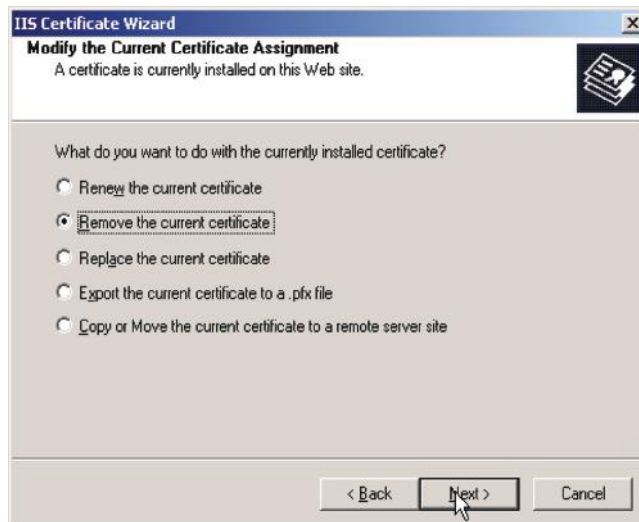 IIS Certificate Wizard
Modify the Current Certificate Assignment
A certificate is currently installed on this Web site.
What do you want to do with the currently installed certificate?
Renew the current certificate
Remove the current certificate
Replace the current certificate
Export the current certificate to a .pfx file
Copy or Move the current certificate to a remote server site
< Back
Next >
Cancel